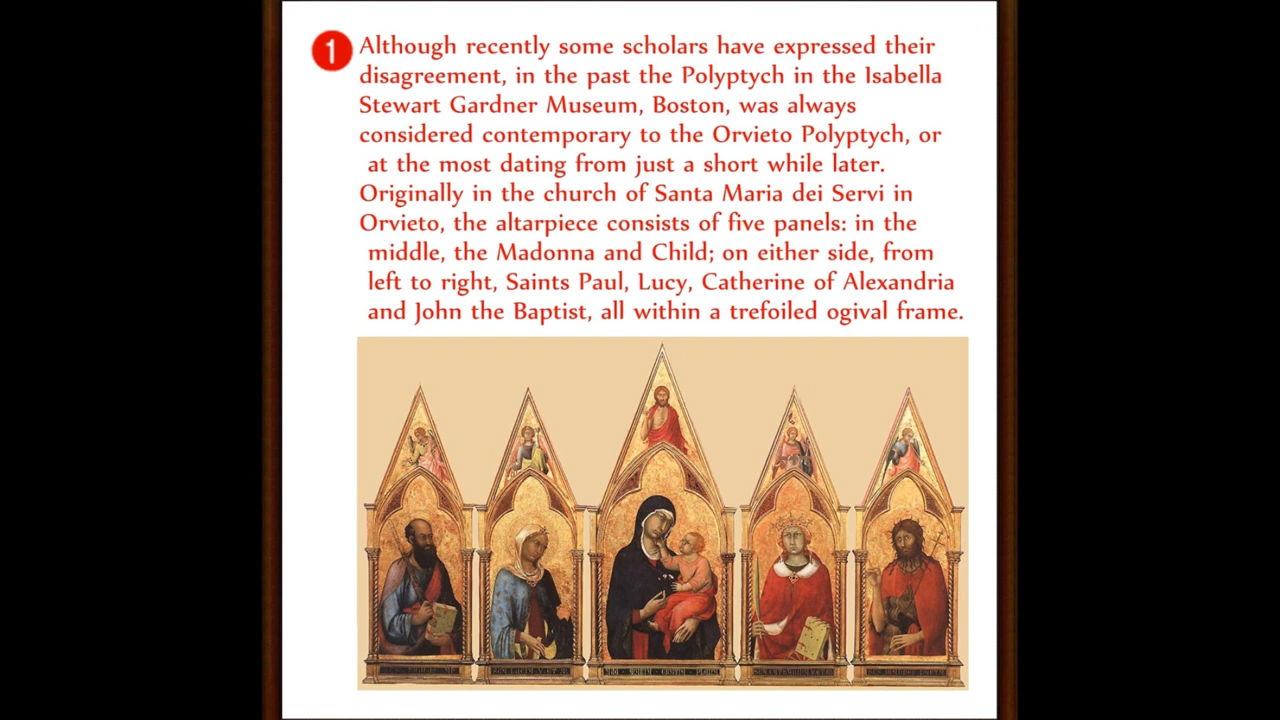 1
Although recently some scholars have expressed their
disagreement, in the past the Polyptych in the Isabella
Stewart Gardner Museum, Boston, was always
considered contemporary to the Orvieto Polyptych, or
at the most dating from just a short while later.
Originally in the church of Santa Maria dei Servi in
Orvieto, the altarpiece consists of five panels: in the
middle, the Madonna and Child; on either side, from
left to right, Saints Paul, Lucy, Catherine of Alexandria
and John the Baptist, all within a trefoiled ogival frame.